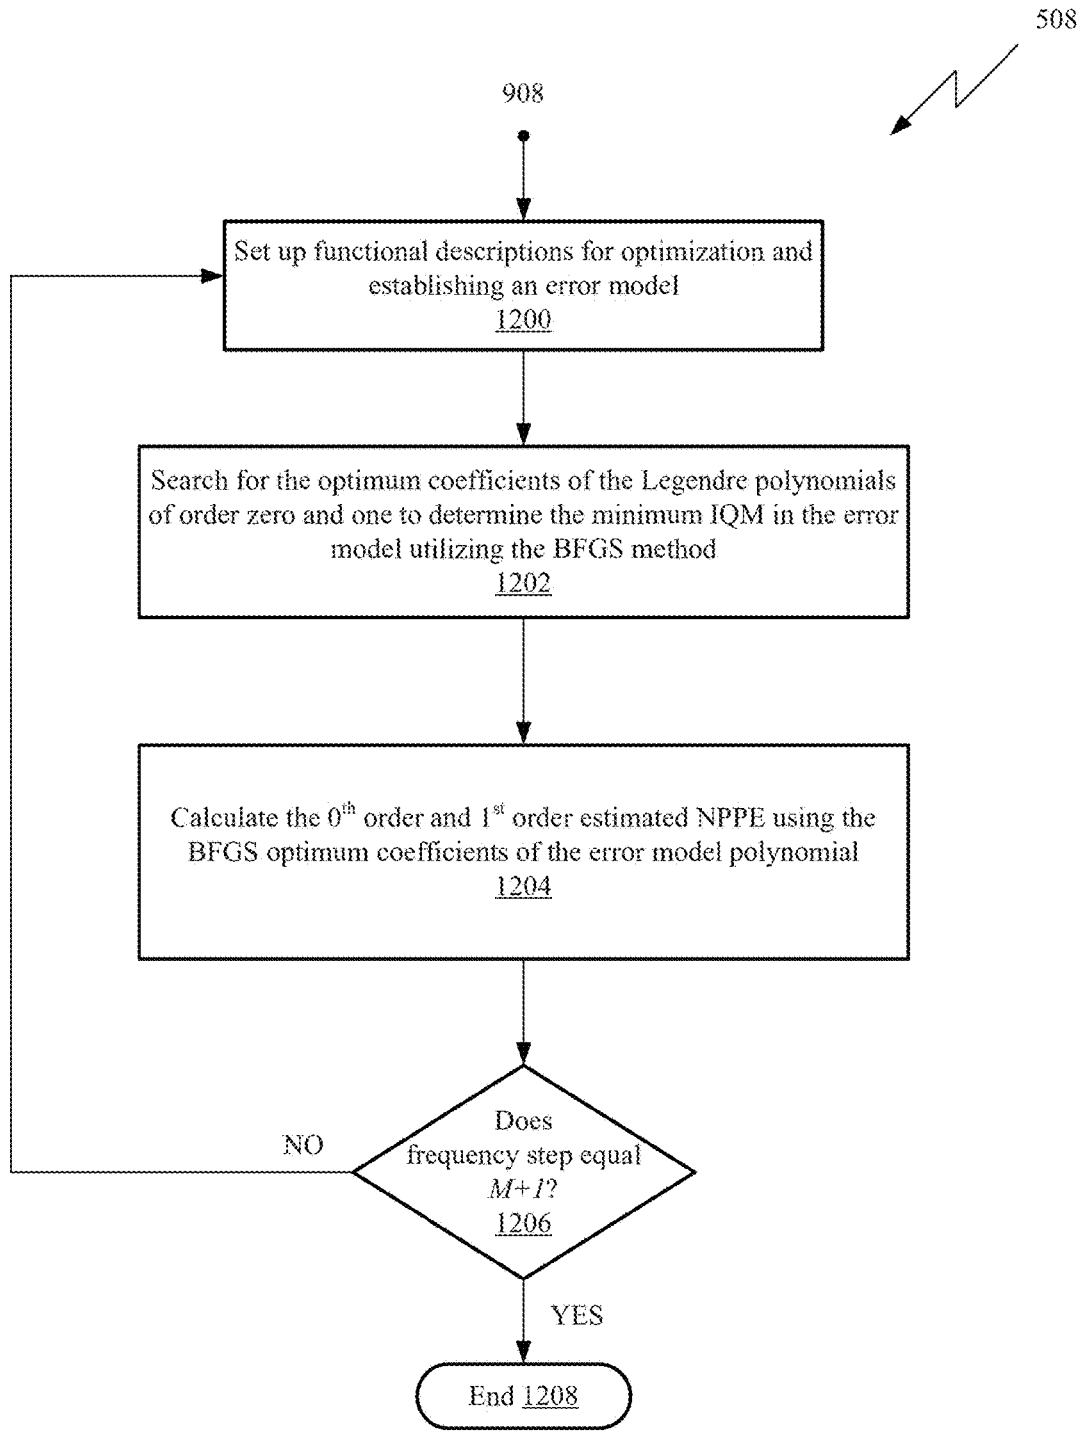 508
908
Set up functional descriptions for optimization and
establishing an error model
1200
Search for the optimum coefficients of the Legendre polynomials
of order zero and one to determine the minimum IQM in the error
model utilizing the BFGS method
1202
Calculate the 0th order and 1st order estimated NPPE using the
BFGS optimum coefficients of the error model polynomial
1204
Does
frequency step equal
M+1?
1206
NO
YES
End 1208